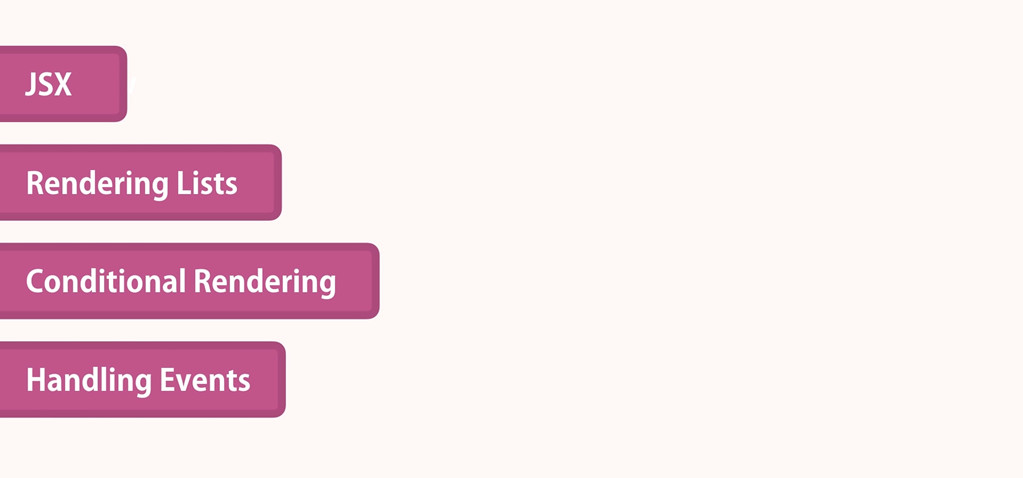 JSX
Rendering Lists
Conditional Rendering
Handling Events